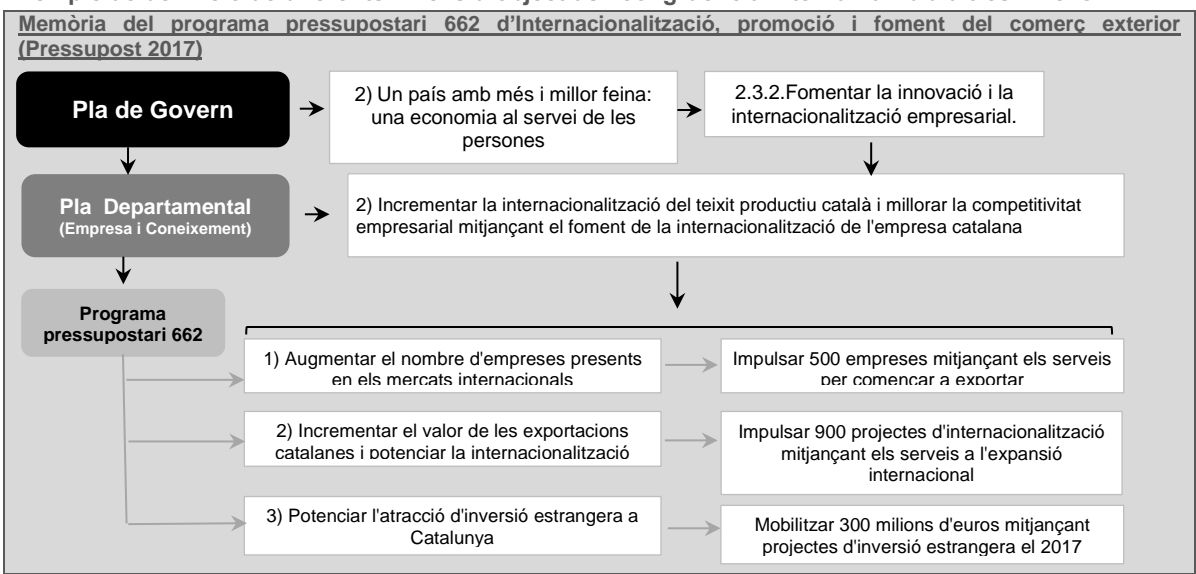 Memòria del programa pressupostari 662 d'Internacionalització, promoció i foment del comerç exterior
(Pressupost 2017)
Pla de Govern
2) Un país amb més i millor feina:
una economia al servei de les
persones
2.3.2.Fomentar la innovació i la
internacionalització empresarial.
Pla Departamental
(Empresa i Coneixement)
2) Incrementar la internacionalització del teixit productiu català i millorar la competitivitat
empresarial mitjançant el foment de la internacionalització de l'empresa catalana
Programa
pressupostari 662
1) Augmentar el nombre d'empreses presents
en els mercats internacionals
Impulsar 500 empreses mitjançant els serveis
per començar a exportar
2) Incrementar el valor de les exportacions
catalanes i potenciar la internacionalització
Impulsar 900 projectes d'internacionalització
mitjançant els serveis a l'expansió
internacional
3) Potenciar l'atracció d'inversió estrangera a
Catalunya
Mobilitzar 300 milions d'euros mitjançant
projectes d'inversió estrangera el 2017